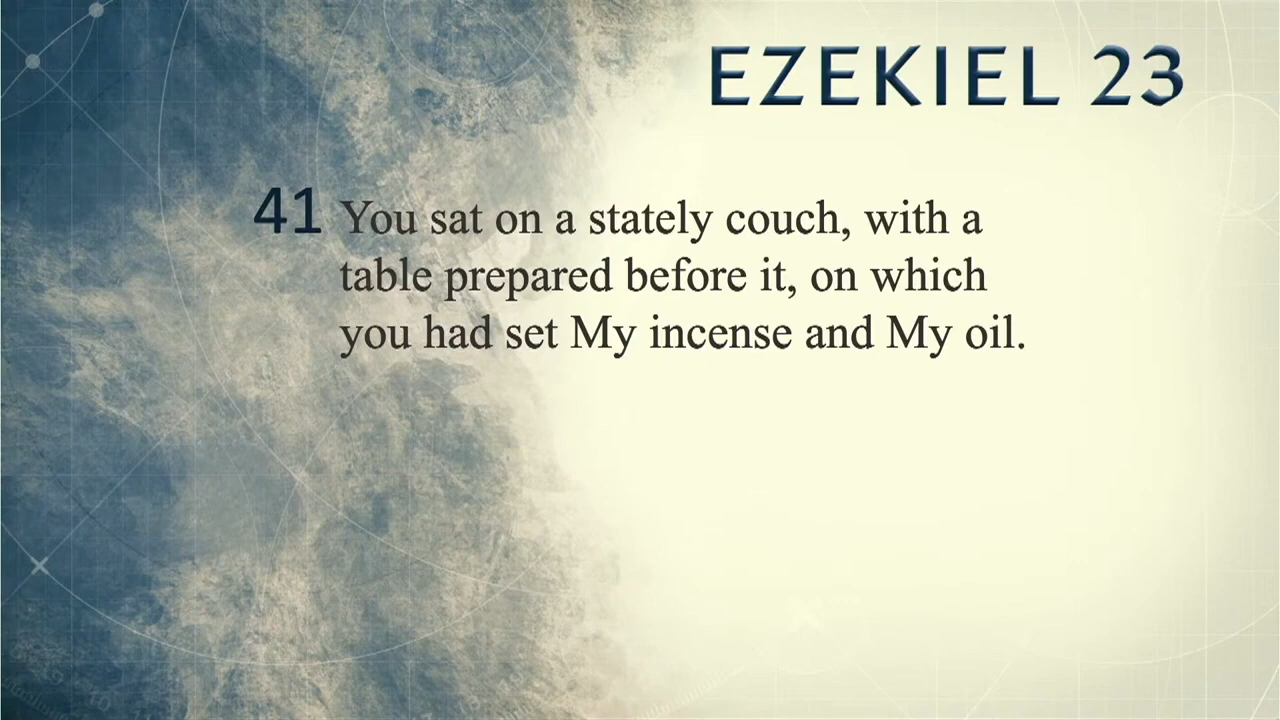 EZEKIEL 23
41 You sat on a stately couch, with a
table prepared before it, on which
you had set My incense and My oil.